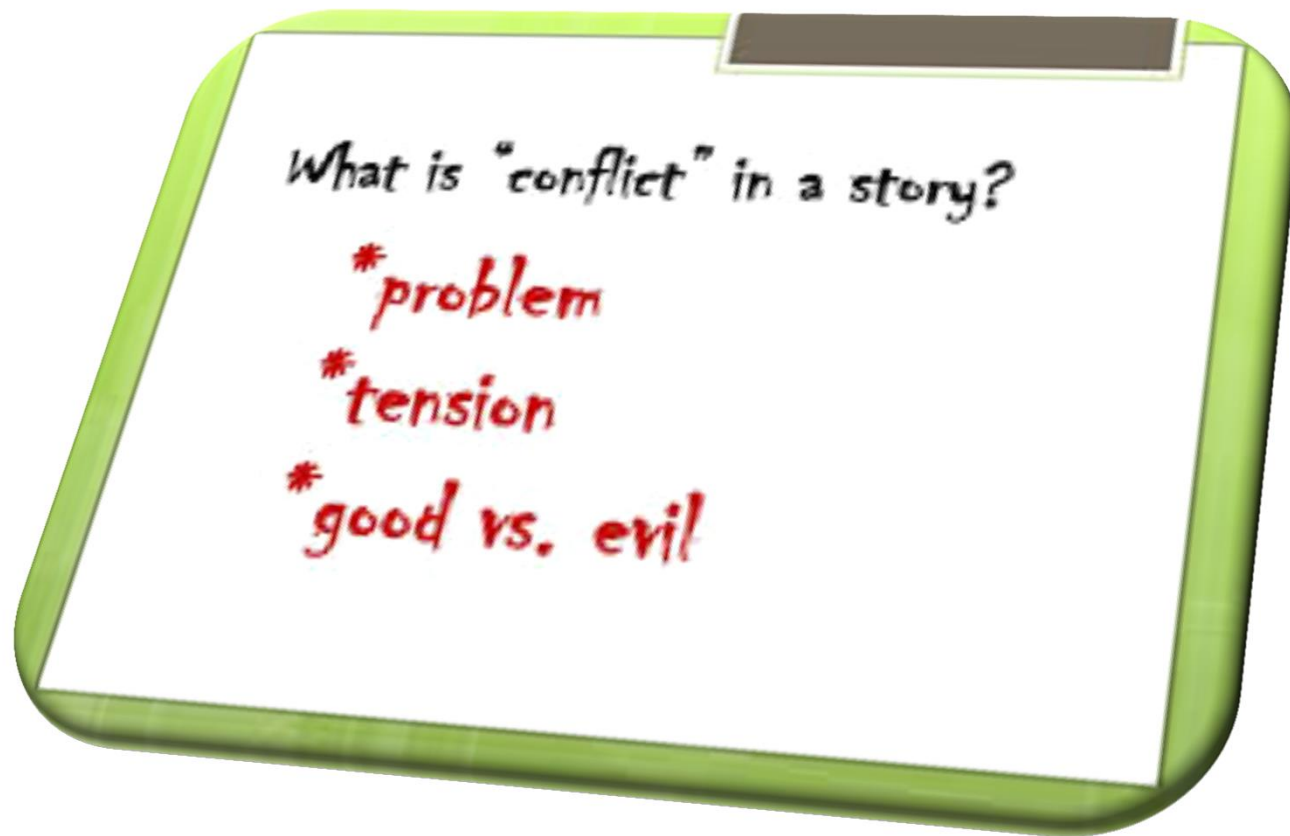 What is "conflict" in a story?
*problem
*tension
*good vs. evil